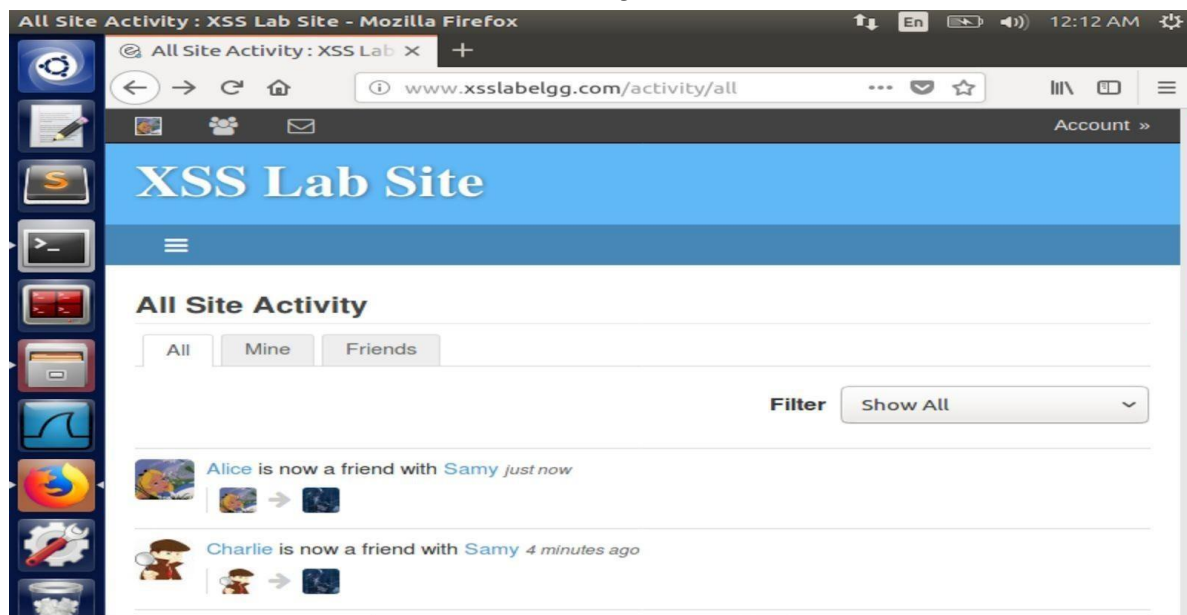 All Site Activity : XSS Lab Site - Mozilla Firefox En 12:12 AM
All Site Activity : XSS Lab
www.xsslabelgg.com/activity/all
Account »
XSS Lab Site
All Site Activity
All Mine Friends
Filter Show All
Alice is now a friend with Samy just now
Charlie is now a friend with Samy 4 minutes ago